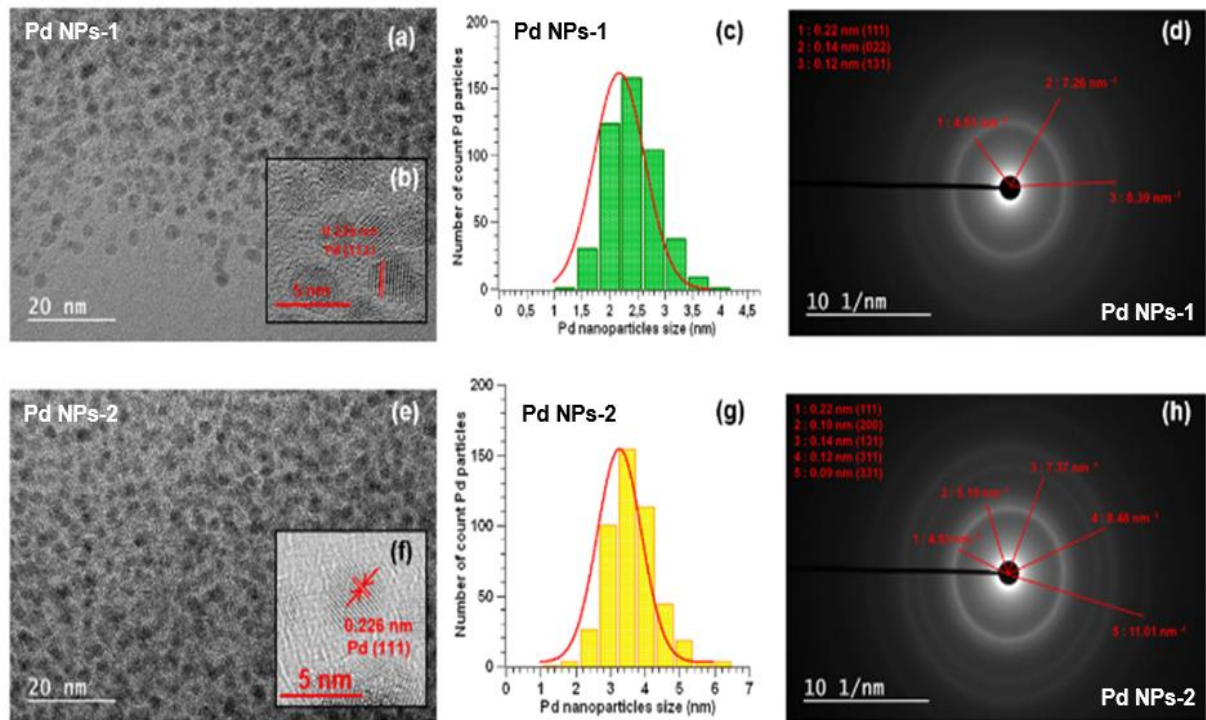 Pd NPs-1
(a)
(b)
0.226 nm
5 nm
20 nm
Pd NPs-1
(c)
Number of count Pd particles
200
150
100
50
0
0 0,5 1 1,5 2 2,5 3 3,5 4 4,5
Pd nanoparticles size (nm)
1 : 0.22 nm (111)
2 : 0.14 nm (022)
3 : 0.12 nm (131)
(d)
2 : 7.26 nm⁻¹
1 : 4.51 nm⁻¹
3 : 8.39 nm⁻¹
10 1/nm
Pd NPs-1
Pd NPs-2
(e)
(f)
0.226 nm
Pd (111)
5 nm
20 nm
Pd NPs-2
(g)
Number of count Pd particles
200
150
100
50
0
0 1 2 3 4 5 6 7
Pd nanoparticles size (nm)
1 : 0.22 nm (111)
2 : 0.19 nm (200)
3 : 0.14 nm (131)
4 : 0.12 nm (311)
5 : 0.09 nm (331)
(h)
3 : 7.37 nm⁻¹
2 : 5.19 nm⁻¹
4 : 8.48 nm⁻¹
5 : 11.01 nm⁻¹
10 1/nm
Pd NPs-2